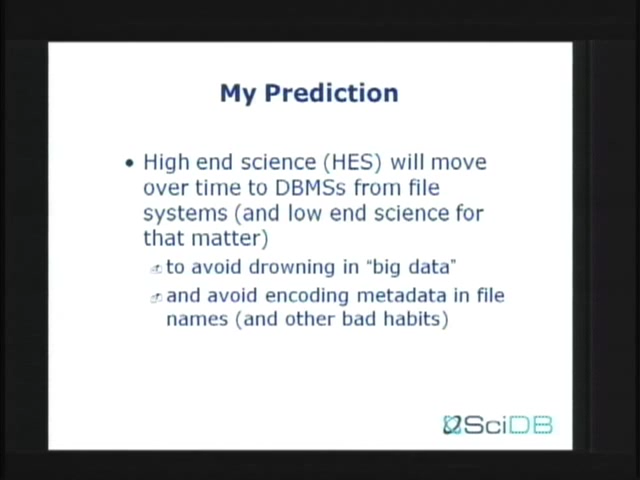 My Prediction
• High end science (HES) will move
over time to DBMSs from file
systems (and low end science for
that matter)
to avoid drowning in “big data”
and avoid encoding metadata in file
names (and other bad habits)
SciDB